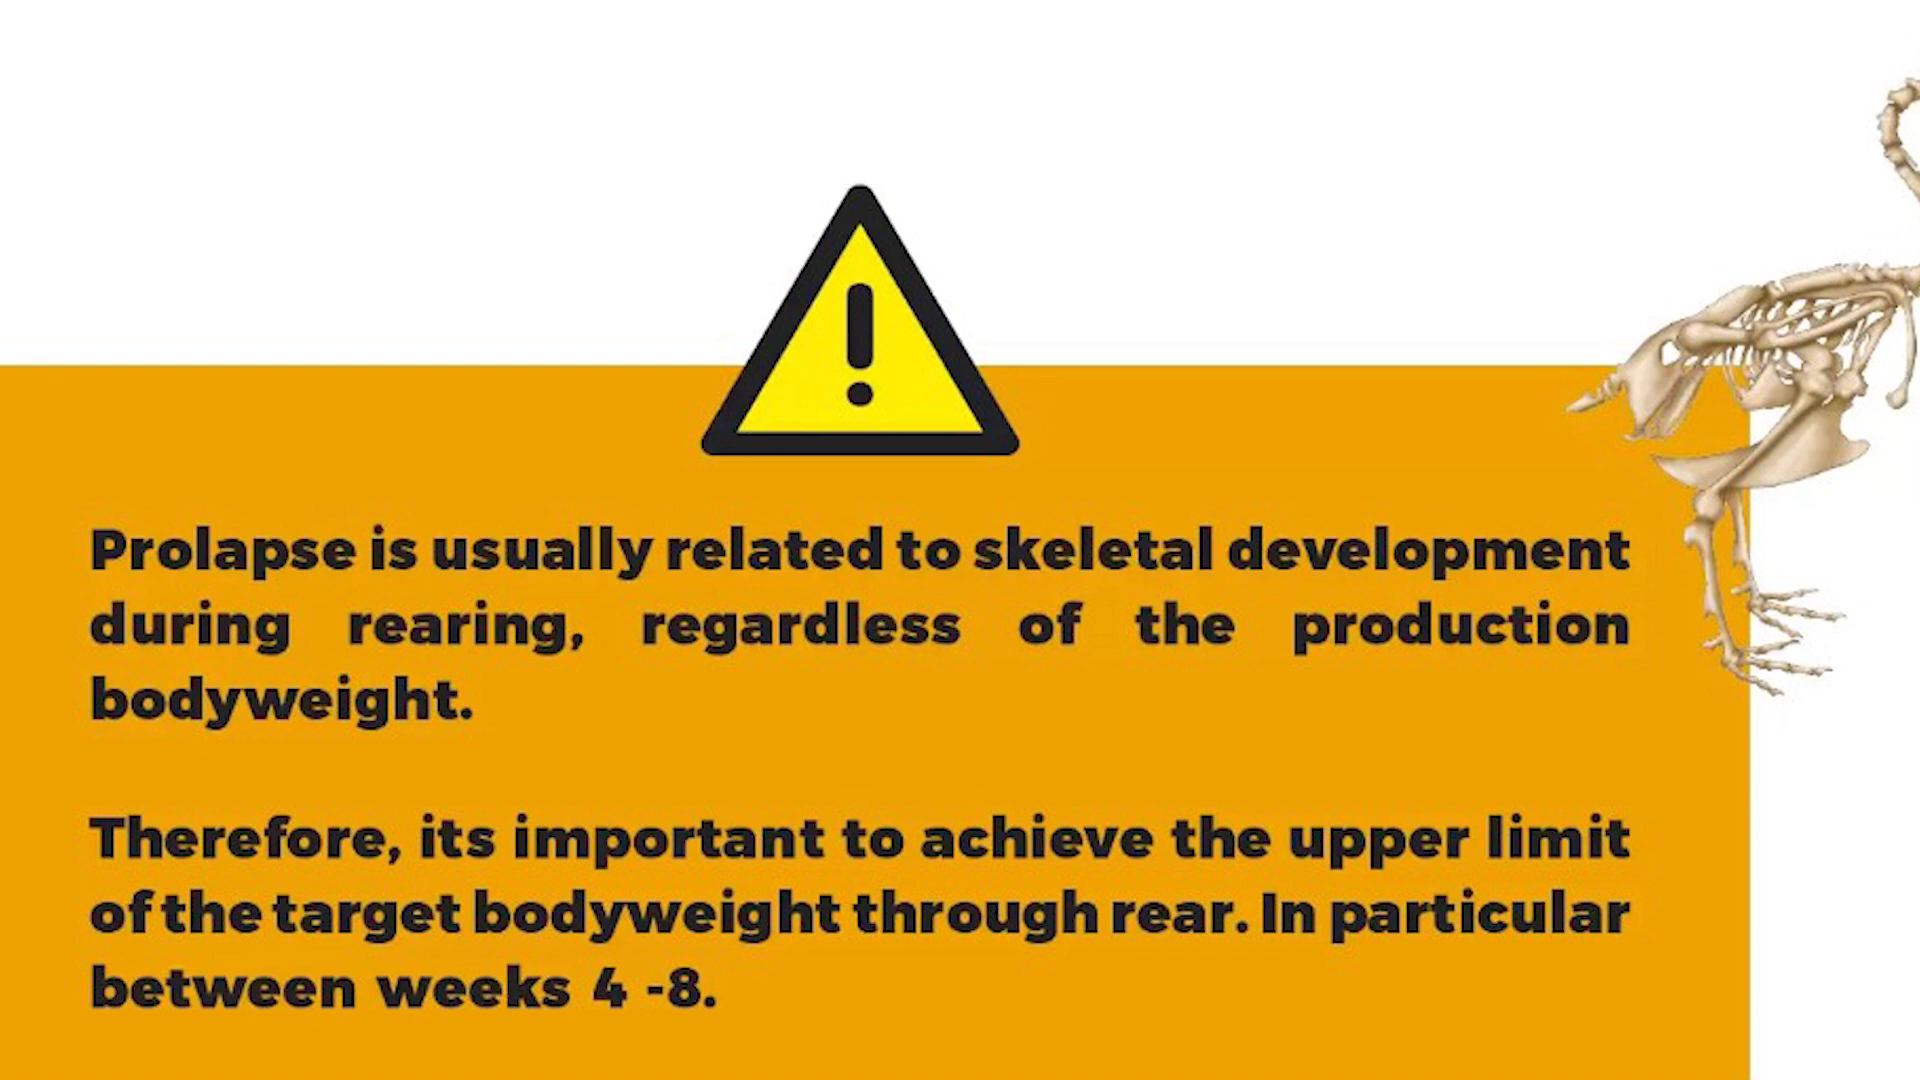 Prolapse is usually related to skeletal development
during rearing, regardless of the production
bodyweight.
Therefore, its important to achieve the upper limit
of the target bodyweight through rear. In particular
between weeks 4 -8.